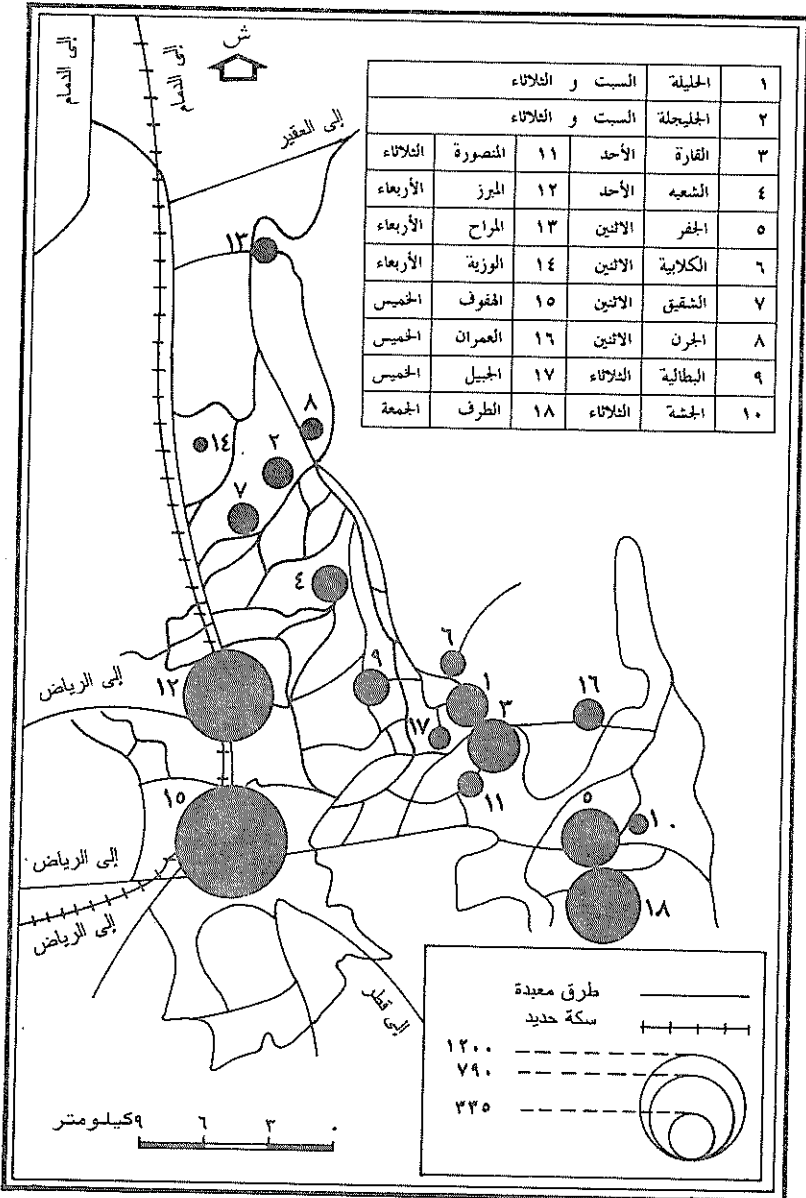 ش
إلى الدمام
إلى الدمام
إلى العقير
١ الحليلة السبت و الثلاثاء
٢ الجليجلة السبت و الثلاثاء
٣ القارة الأحد ١١ المنصورة الثلاثاء
٤ الشعبه الأحد ١٢ المبرز الأربعاء
٥ الجفر الاثنين ١٣ المراح الأربعاء
٦ الكلابية الاثنين ١٤ الوزية الأربعاء
٧ الشقيق الاثنين ١٥ الهفوف الخميس
٨ الجرن الاثنين ١٦ العمران الخميس
٩ البطالية الثلاثاء ١٧ الجبيل الخميس
١٠ الجشة الثلاثاء ١٨ الطرف الجمعة
١٣
٨
١٤
٢
٧
٤
٦
٩
١
١٢
إلى الرياض
١٦
٣
١٧
١١
١٥
٥
١٠
إلى الرياض
١٨
إلى الرياض
إلى قطر
طرق معبدة
سكة حديد
١٢٠٠
٧٩٠
٣٣٥
٠ ٣ ٦ ٩ كيلومتر